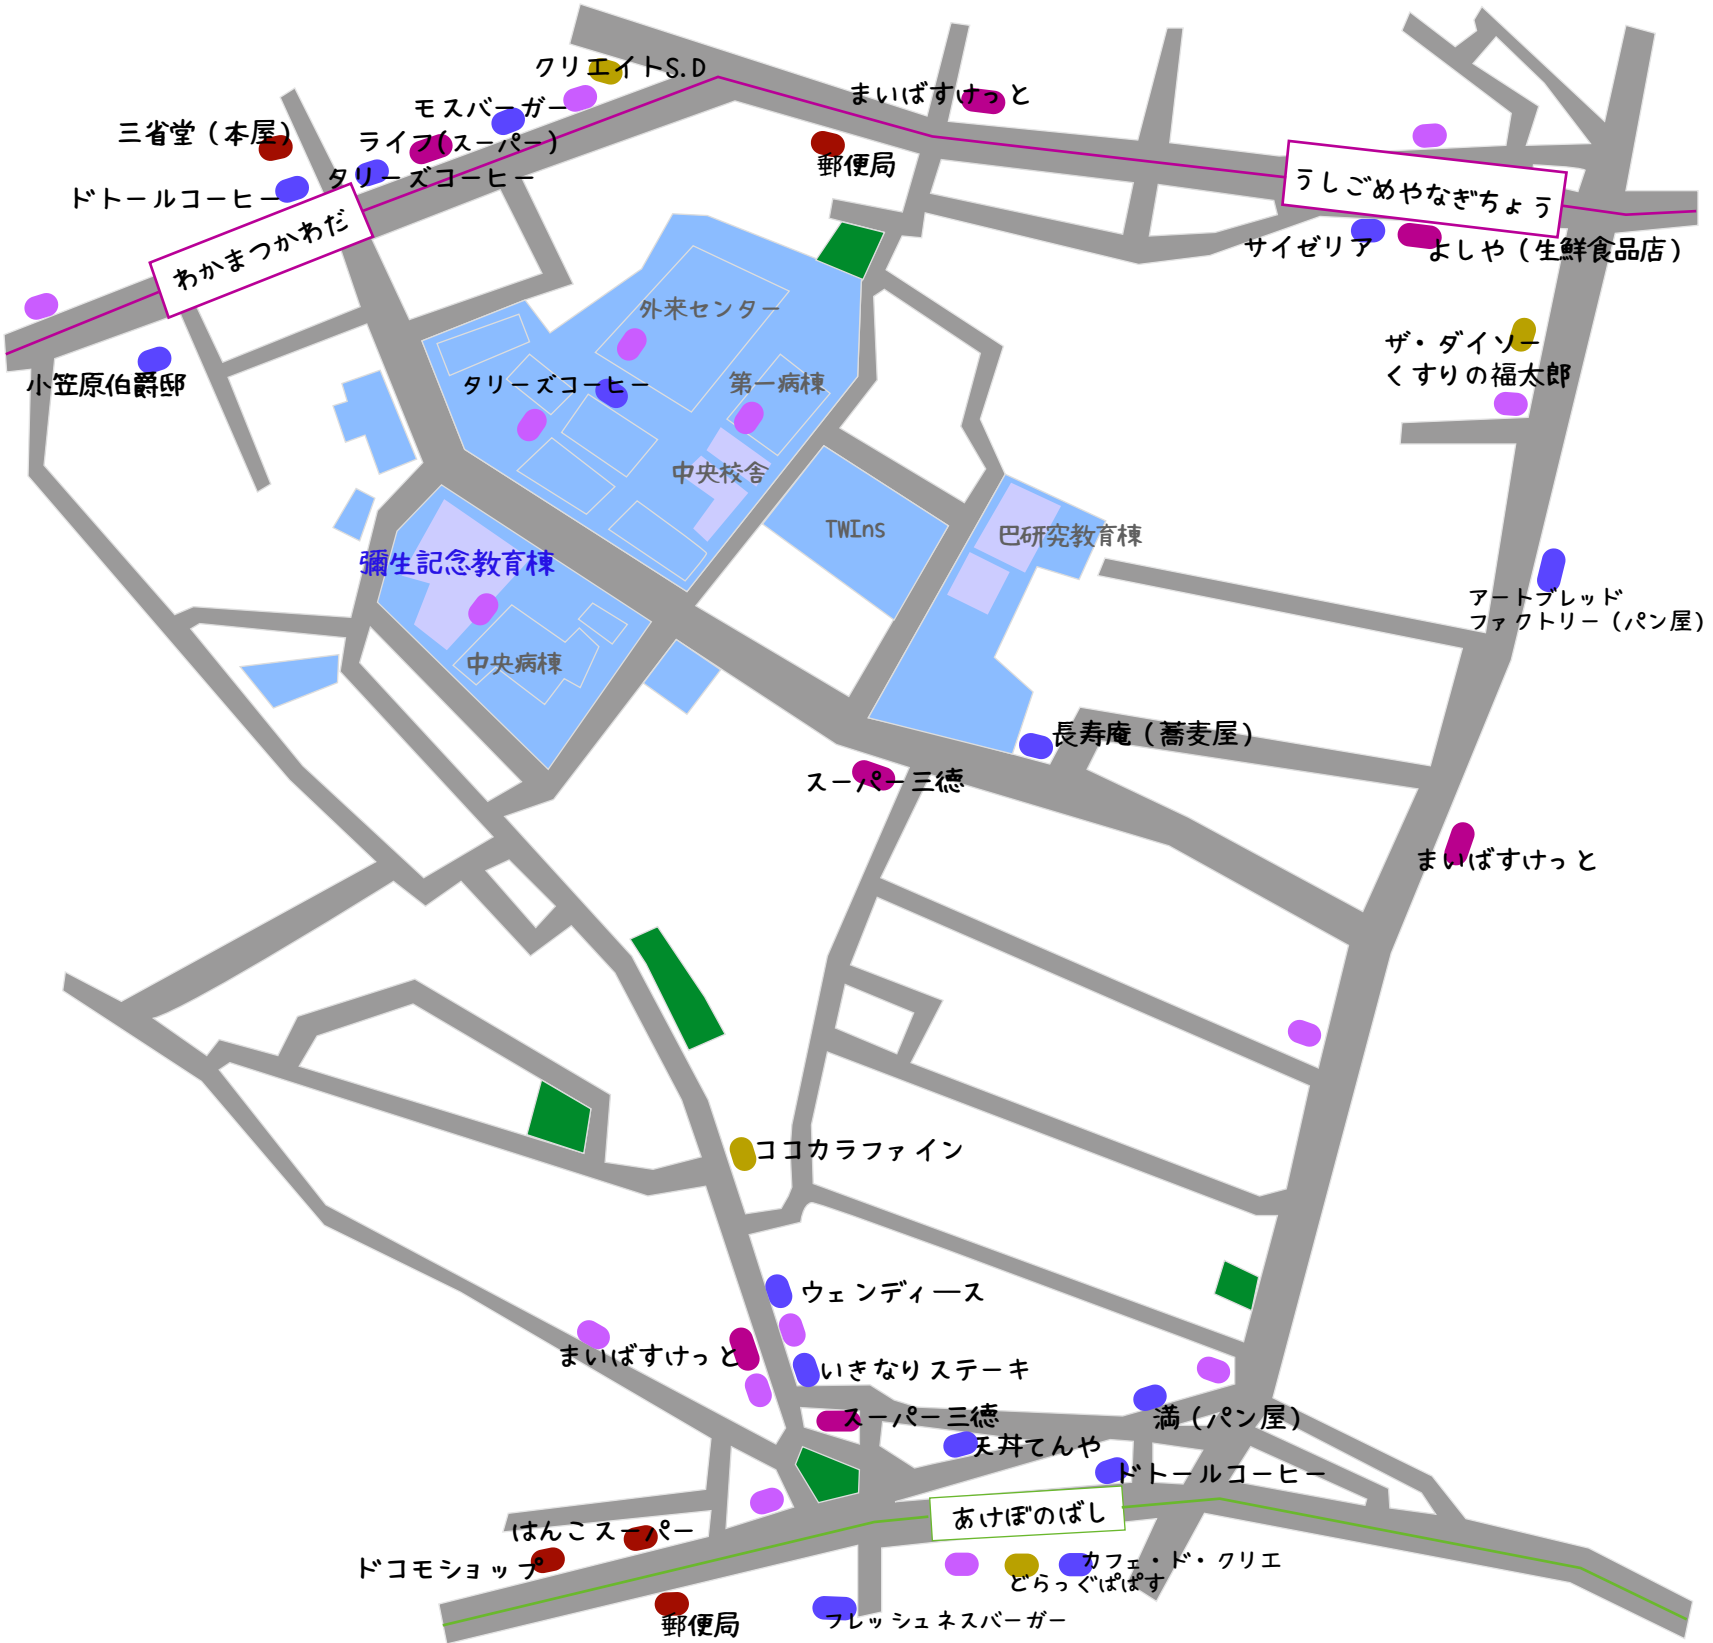 クリエイトS.D
モスバーガー
まいばすけっと
三省堂（本屋）
ライフ(スーパー)
郵便局
タリーズコーヒー
ドトールコーヒー
うしごめやなぎちょう
わかまつかわだ
サイゼリア
よしや（生鮮食品店）
外来センター
ザ・ダイソー
くすりの福太郎
小笠原伯爵邸
タリーズコーヒー
第一病棟
中央校舎
TWIns
巴研究教育棟
彌生記念教育棟
アートブレッド
ファクトリー（パン屋）
中央病棟
長寿庵（蕎麦屋）
スーパー三徳
まいばすけっと
ココカラファイン
ウェンディ―ス
まいばすけっと
いきなりステーキ
スーパー三徳
満（パン屋）
天丼てんや
ドトールコーヒー
あけぼのばし
はんこスーパー
ドコモショップ
カフェ・ド・クリエ
どらっぐぱぱす
郵便局
フレッシュネスバーガー